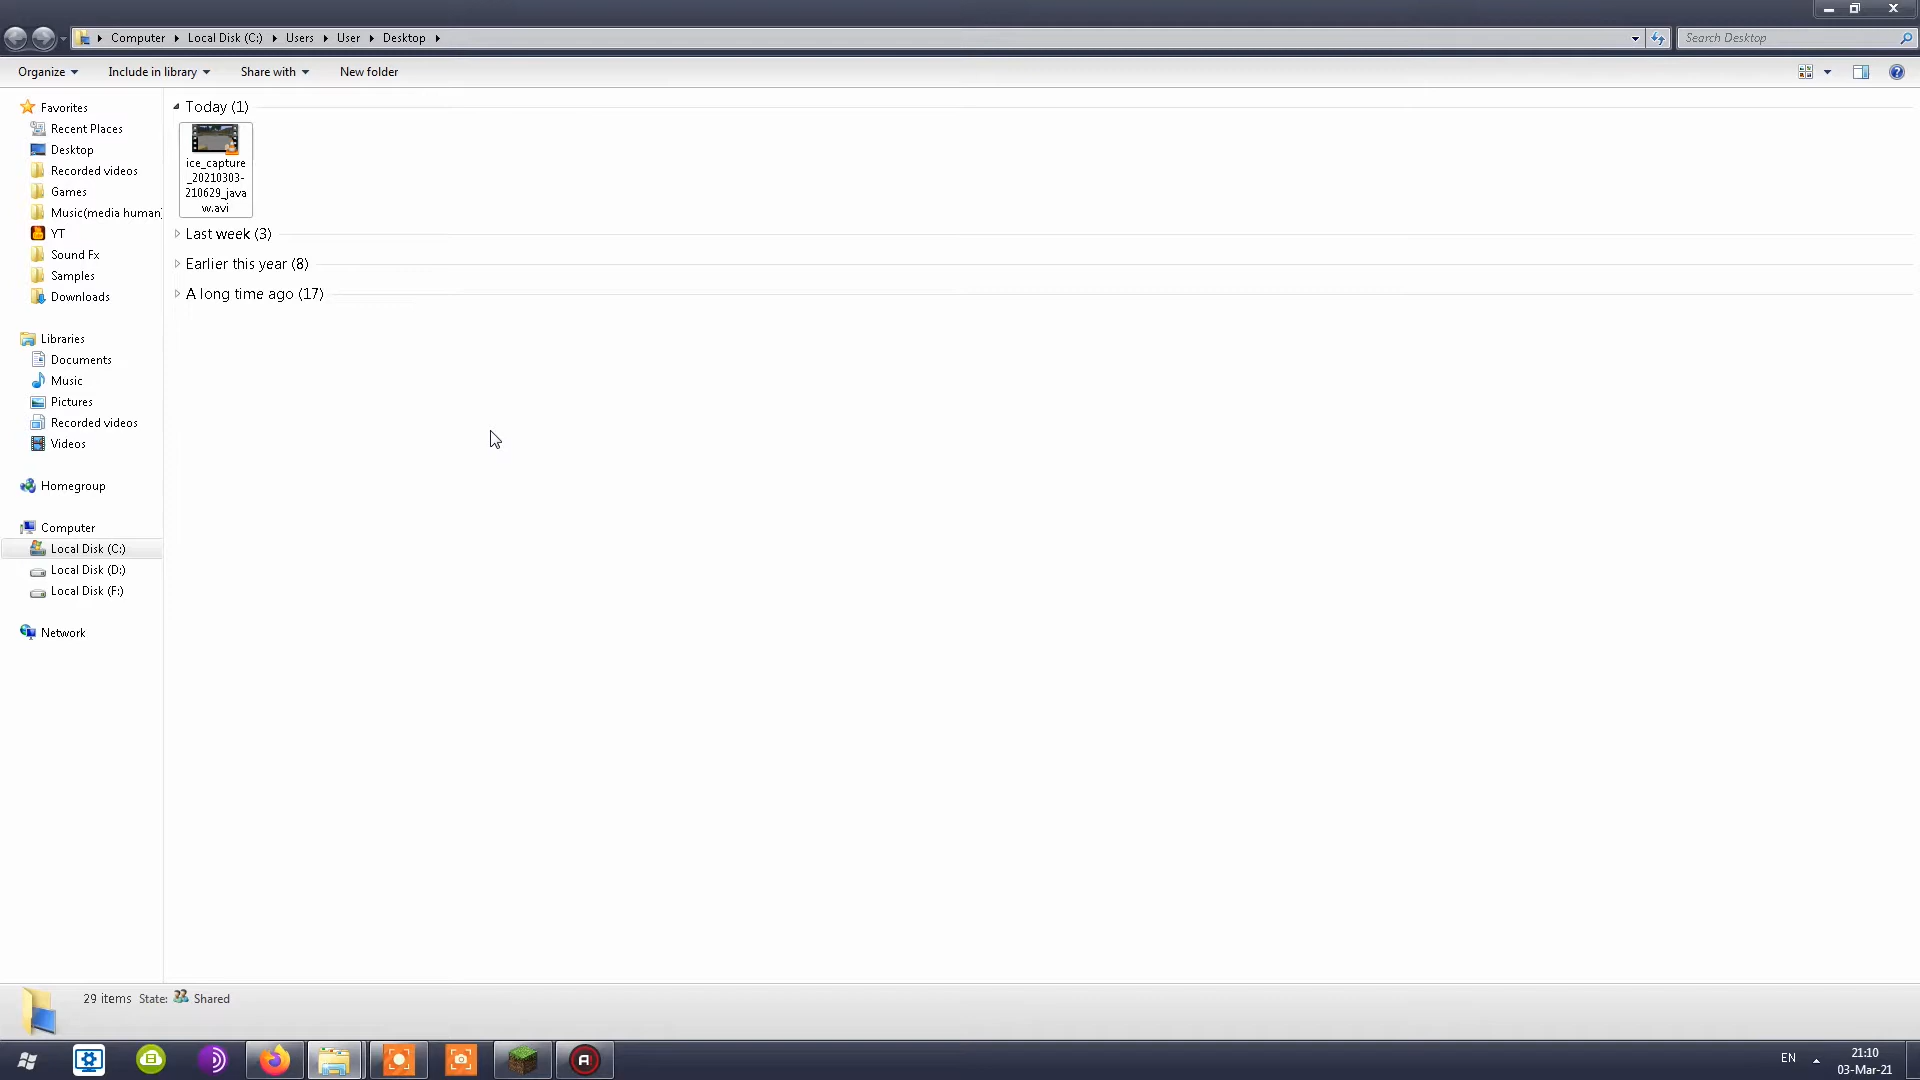 Computer Local Disk (C:) Users User Desktop
Search Desktop
Organize Include in library Share with New folder
Favorites
Recent Places
Desktop
Recorded videos
Games
Music(media human)
YT
Sound Fx
Samples
Downloads
Libraries
Documents
Music
Pictures
Recorded videos
Videos
Homegroup
Computer
Local Disk (C:)
Local Disk (D:)
Local Disk (F:)
Network
Today (1)
ice_capture
_20210303-
210629_java
w.avi
Last week (3)
Earlier this year (8)
A long time ago (17)
29 items State: Shared
EN
21:10
03-Mar-21